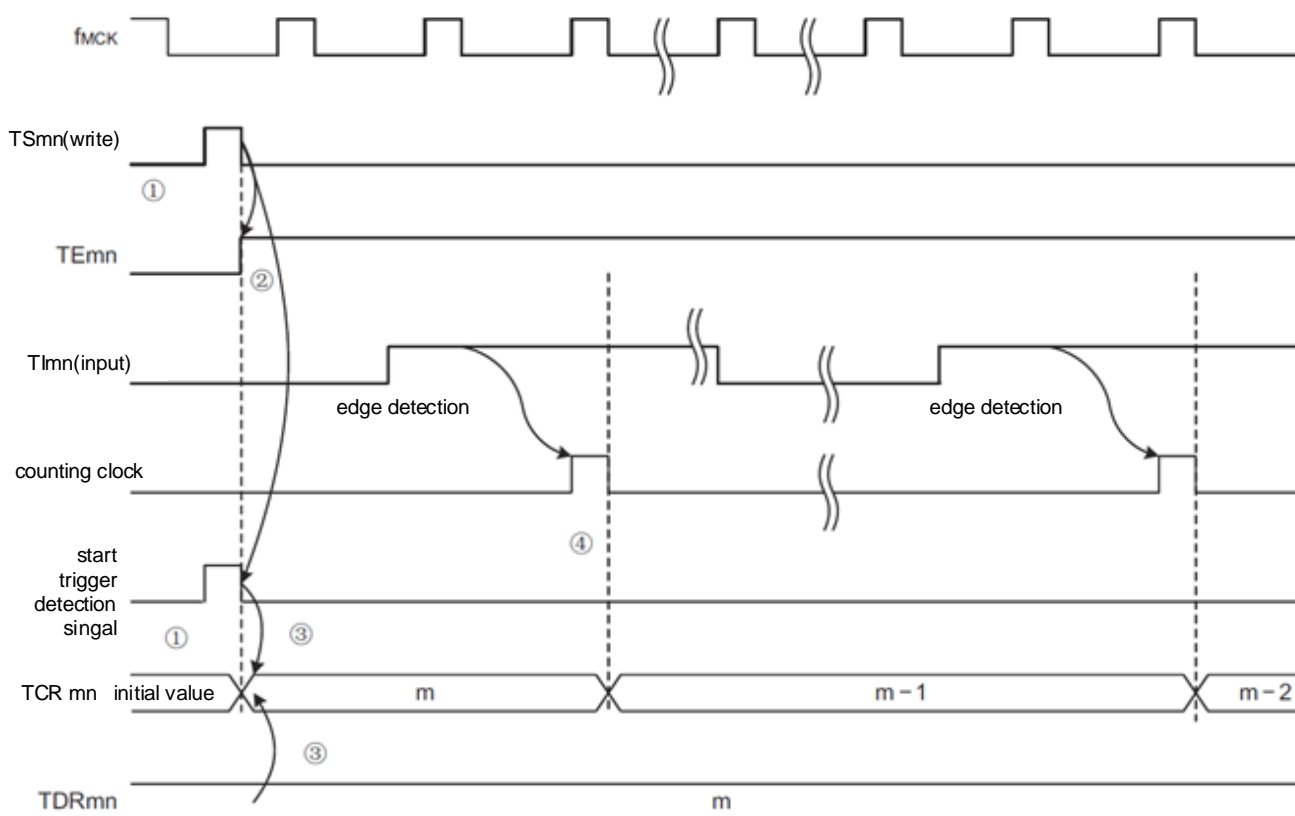 fMCK
TSmn(write)
①
TEmn
②
TImn(input)
edge detection edge detection
counting clock
④
start
trigger
detection
singal
① ③
TCR mn initial value m m−1 m−2
③
TDRmn m